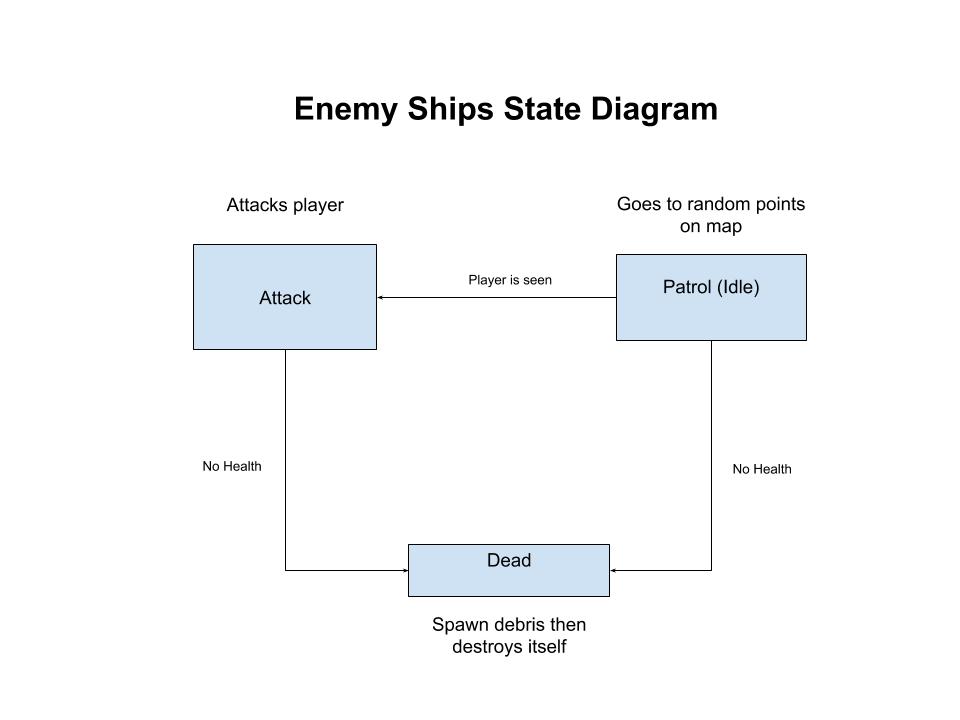 Enemy Ships State Diagram
Attacks player
Goes to random points
on map
Attack
Player is seen
Patrol (Idle)
No Health
No Health
Dead
Spawn debris then
destroys itself